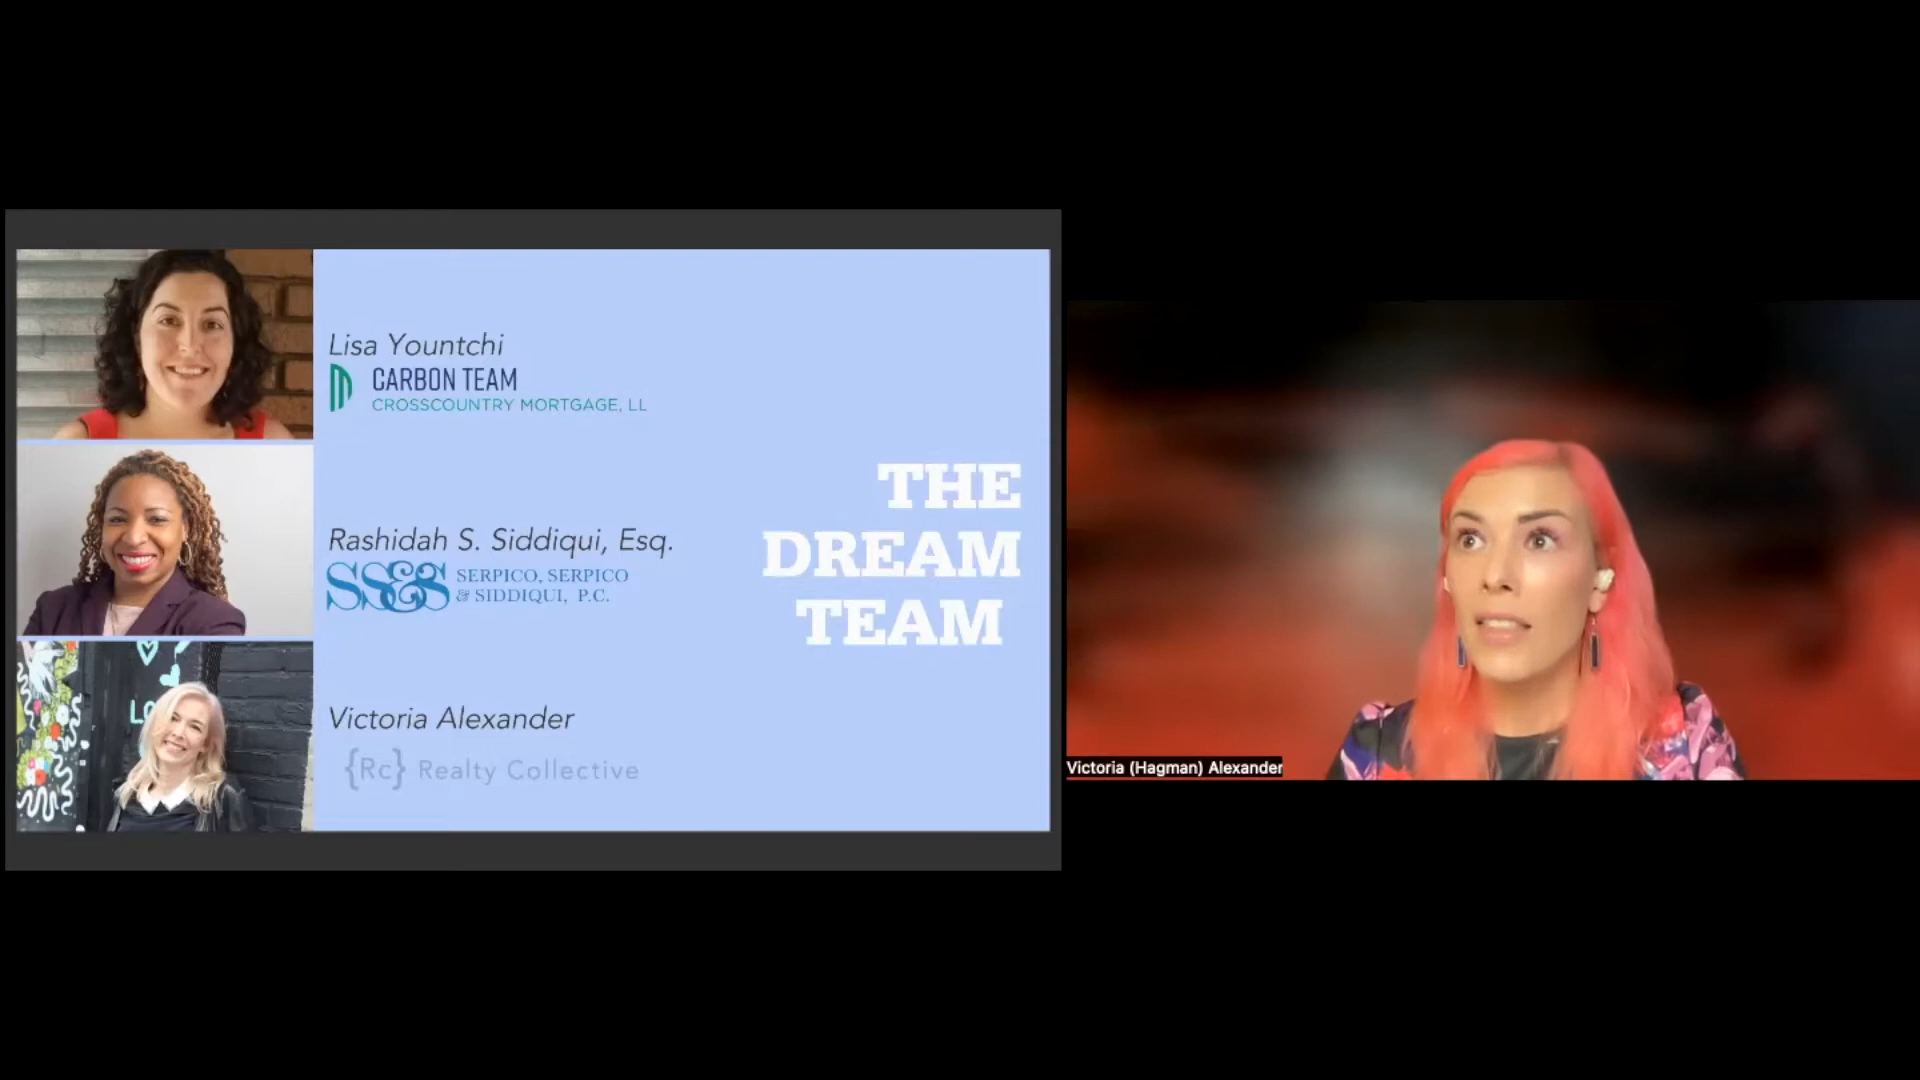 Lisa Yountchi
CARBON TEAM
CROSSCOUNTRY MORTGAGE, LL
Rashidah S. Siddiqui, Esq.
SS&S SERPICO, SERPICO
& SIDDIQUI, P.C.
Victoria Alexander
{Rc} Realty Collective
THE
DREAM
TEAM
Victoria (Hagman) Alexander